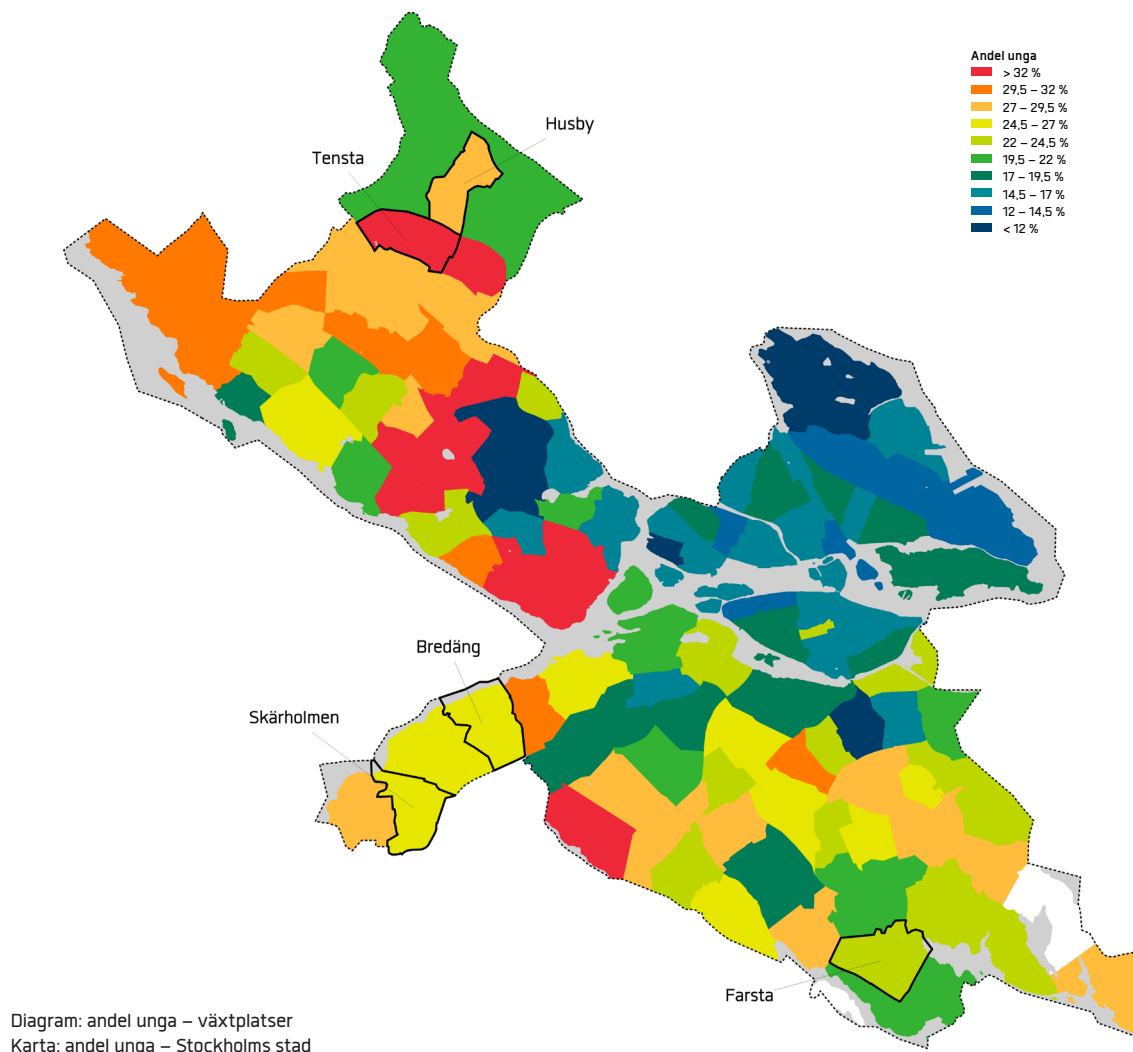 Andel unga
> 32 %
29,5 – 32 %
27 – 29,5 %
24,5 – 27 %
22 – 24,5 %
19,5 – 22 %
17 – 19,5 %
14,5 – 17 %
12 – 14,5 %
< 12 %
Husby
Tensta
Bredäng
Skärholmen
Farsta
Diagram: andel unga – växtplatser
Karta: andel unga – Stockholms stad